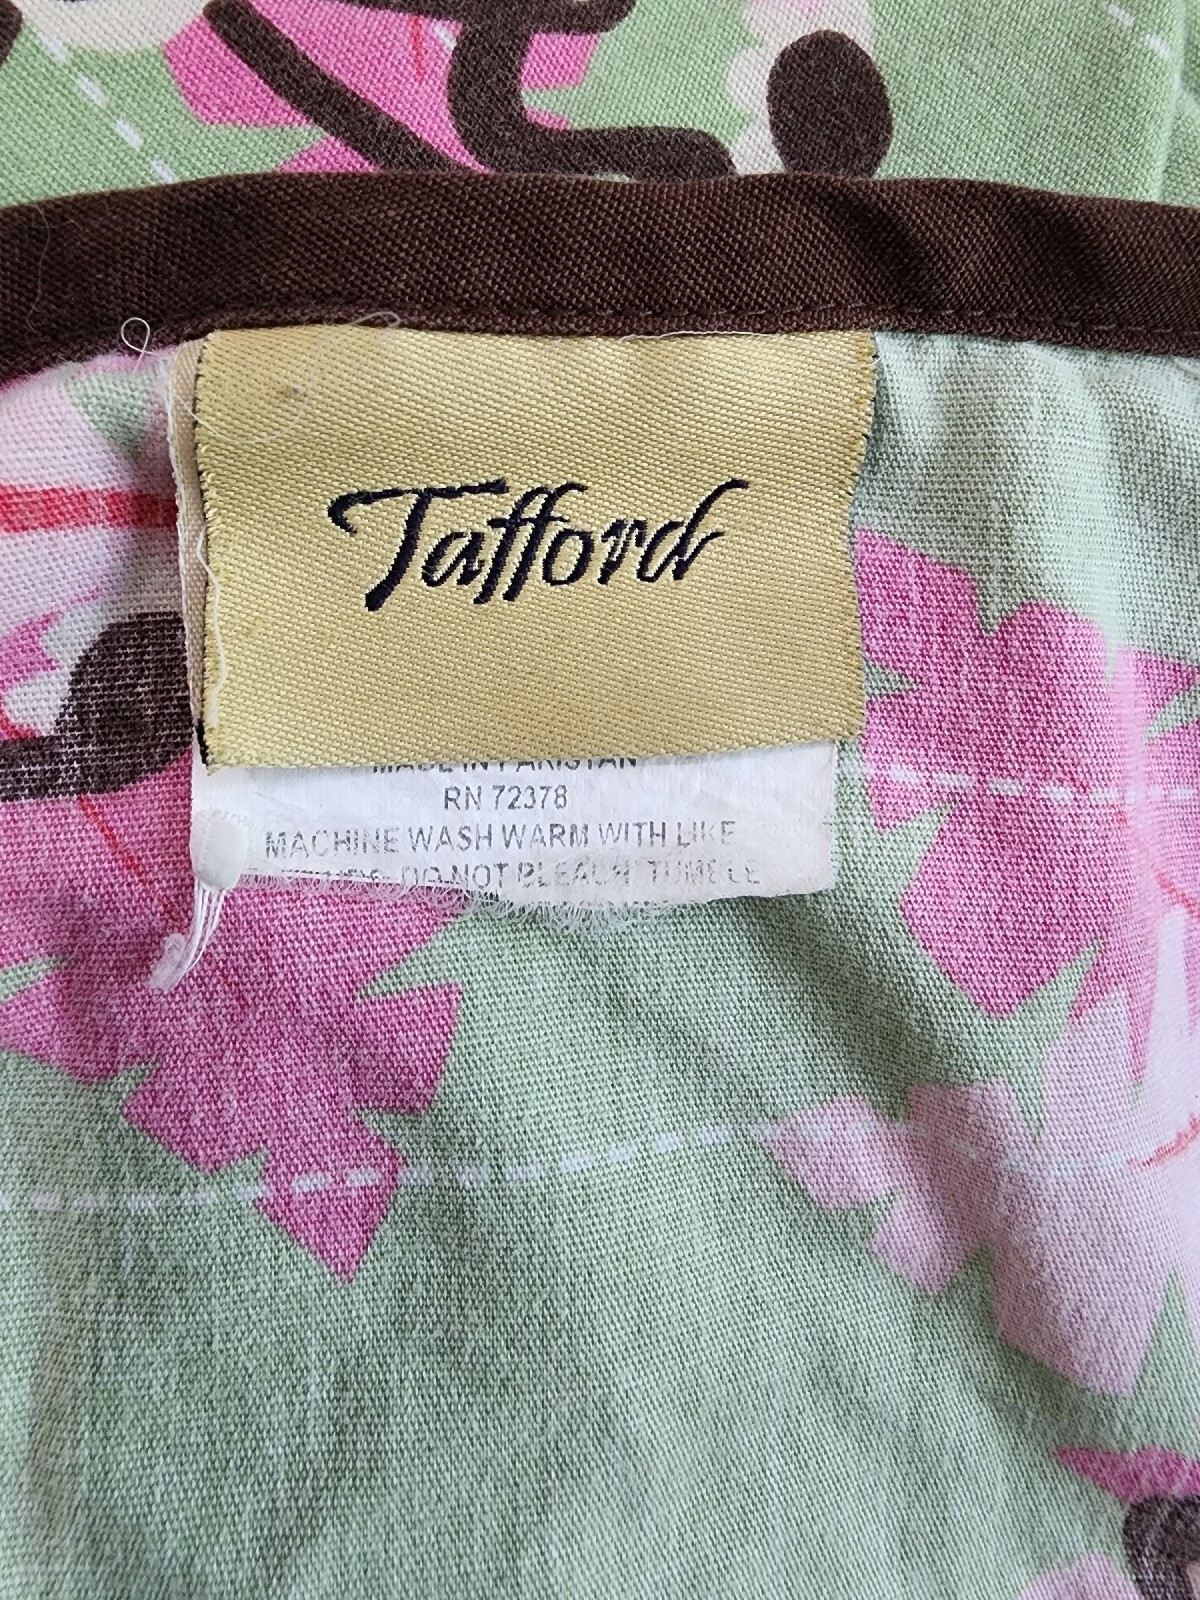 Tafford
MADE IN PAKISTAN
RN 72378
MACHINE WASH WARM WITH LIKE
DO NOT BLEACH TUMBLE